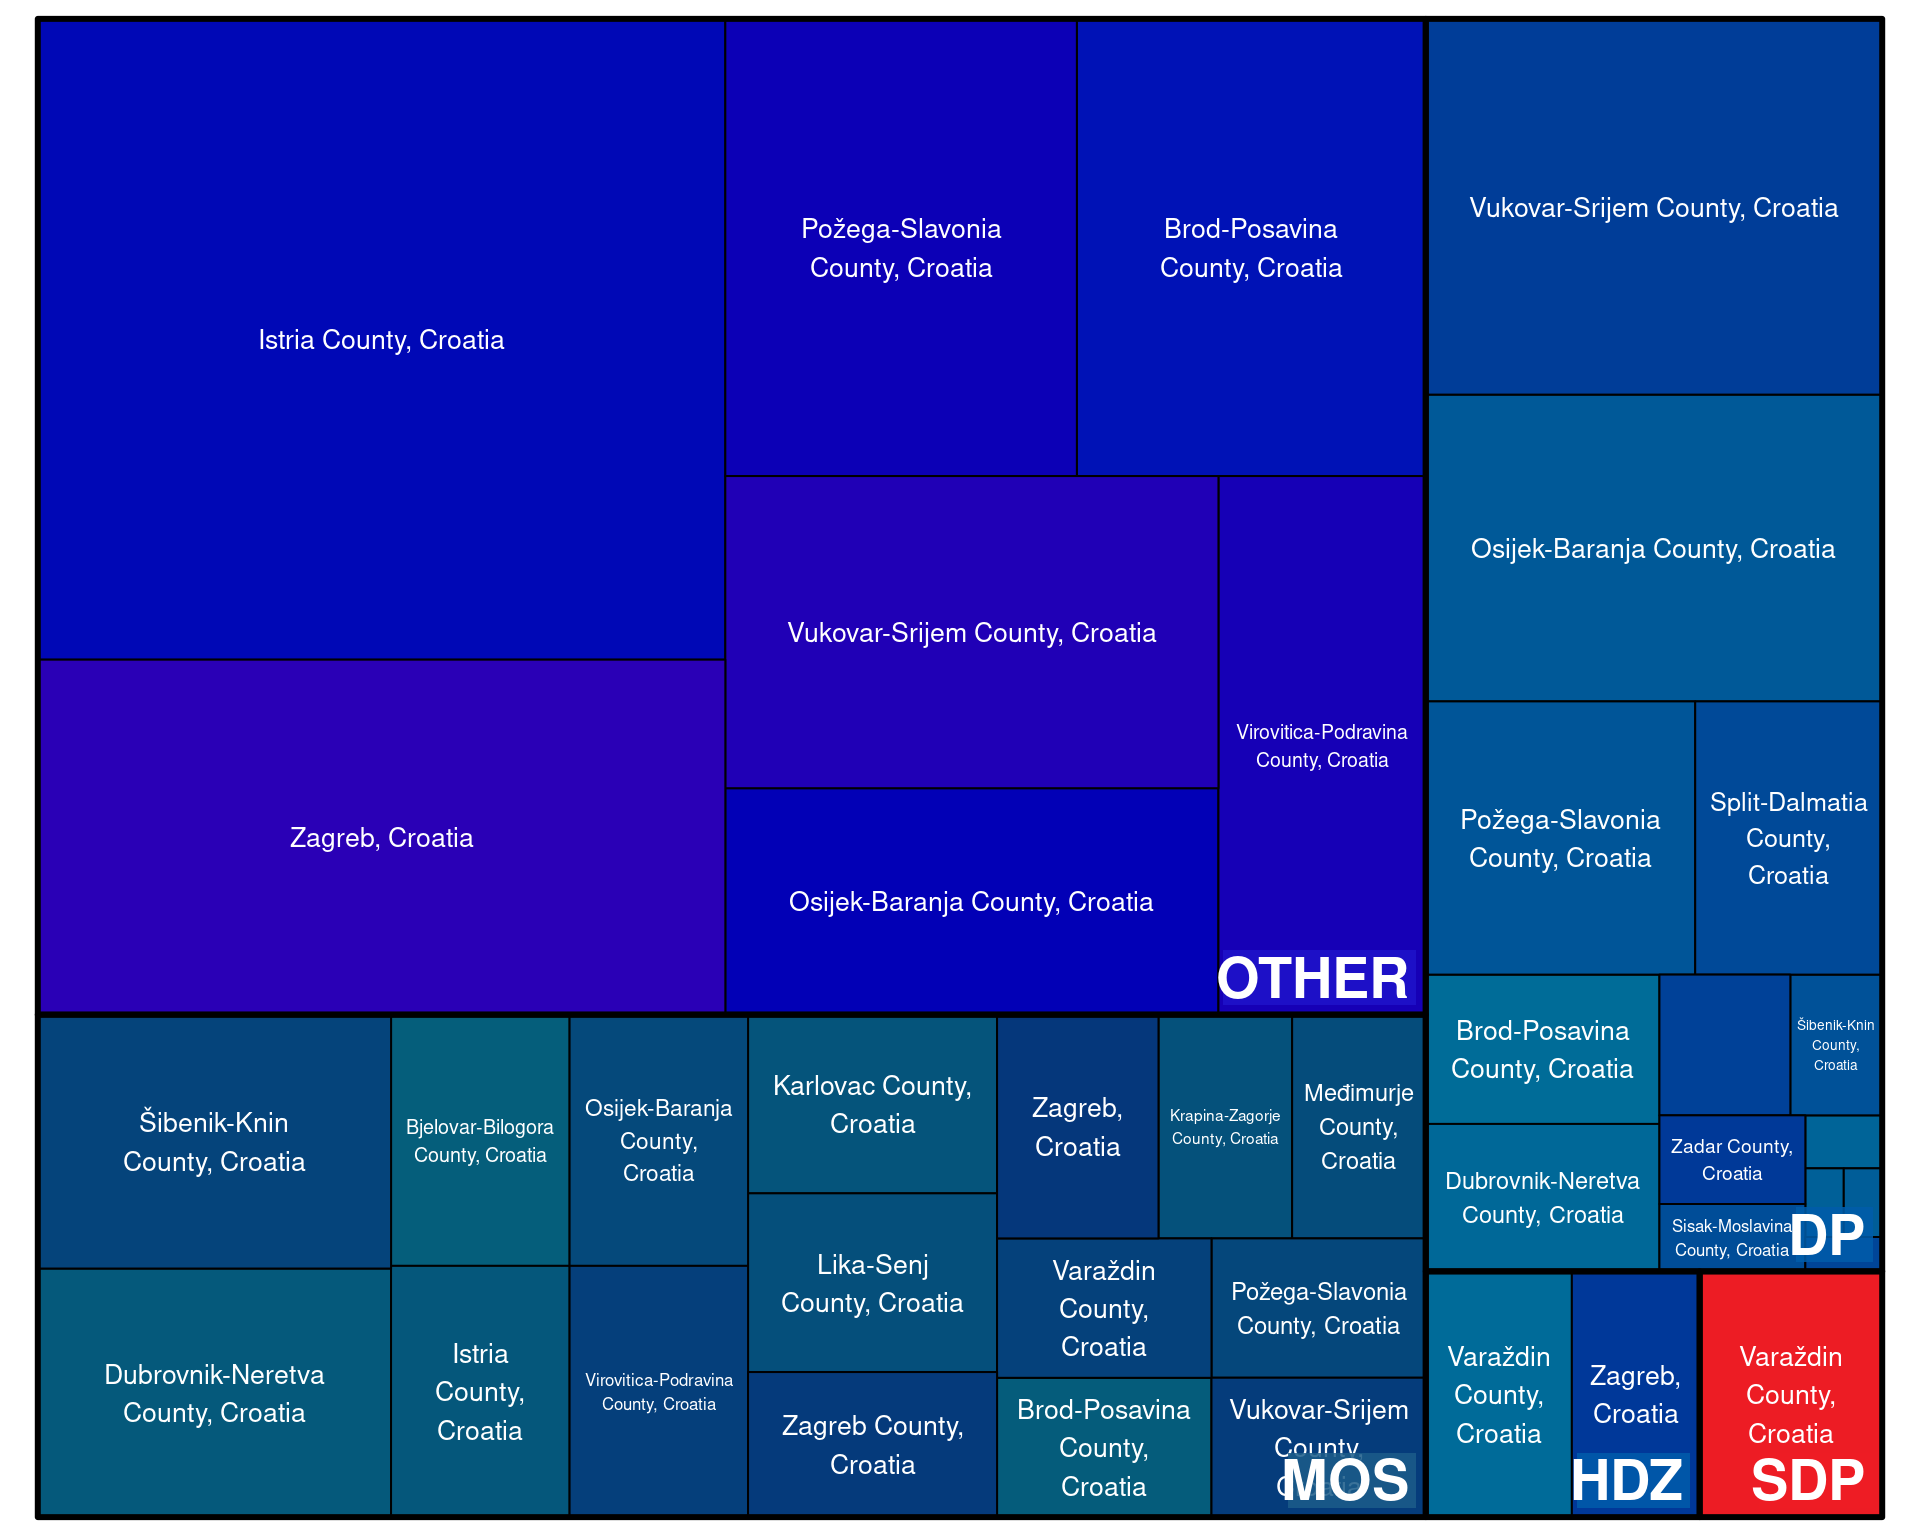 Istria County, Croatia
Zagreb, Croatia
Požega-Slavonia
County, Croatia
Brod-Posavina
County, Croatia
Vukovar-Srijem County, Croatia
Osijek-Baranja County, Croatia
Virovitica-Podravina
County, Croatia
OTHER
Šibenik-Knin
County, Croatia
Dubrovnik-Neretva
County, Croatia
Bjelovar-Bilogora
County, Croatia
Istria
County,
Croatia
Osijek-Baranja
County,
Croatia
Virovitica-Podravina
County, Croatia
Karlovac County,
Croatia
Lika-Senj
County, Croatia
Zagreb County,
Croatia
Zagreb,
Croatia
Krapina-Zagorje
County, Croatia
Međimurje
County,
Croatia
Varaždin
County,
Croatia
Požega-Slavonia
County, Croatia
Brod-Posavina
County,
Croatia
Vukovar-Srijem
County,
MOS
Vukovar-Srijem County, Croatia
Osijek-Baranja County, Croatia
Požega-Slavonia
County, Croatia
Split-Dalmatia
County,
Croatia
Brod-Posavina
County, Croatia
Dubrovnik-Neretva
County, Croatia
Šibenik-Knin
County,
Croatia
Zadar County,
Croatia
Sisak-Moslavina
County, Croatia
DP
Varaždin
County,
Croatia
Zagreb,
Croatia
HDZ
Varaždin
County,
Croatia
SDP